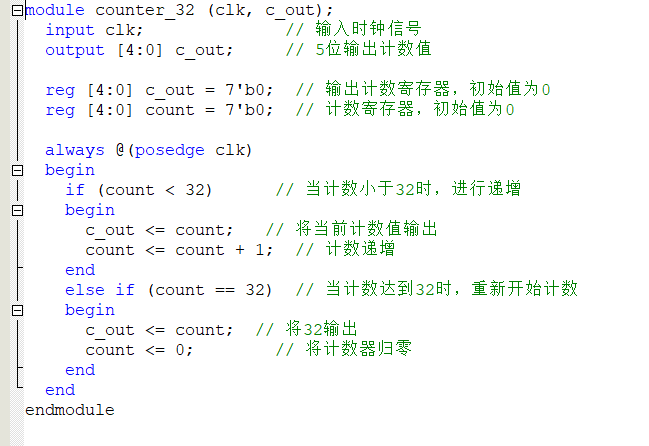 module counter_32 (clk, c_out);
input clk; // 输入时钟信号
output [4:0] c_out; // 5位输出计数值
reg [4:0] c_out = 7'b0; // 输出计数寄存器，初始值为0
reg [4:0] count = 7'b0; // 计数寄存器，初始值为0
always @(posedge clk)
begin
if (count < 32) // 当计数小于32时，进行递增
begin
c_out <= count; // 将当前计数值输出
count <= count + 1; // 计数递增
end
else if (count == 32) // 当计数达到32时，重新开始计数
begin
c_out <= count; // 将32输出
count <= 0; // 将计数器归零
end
end
endmodule